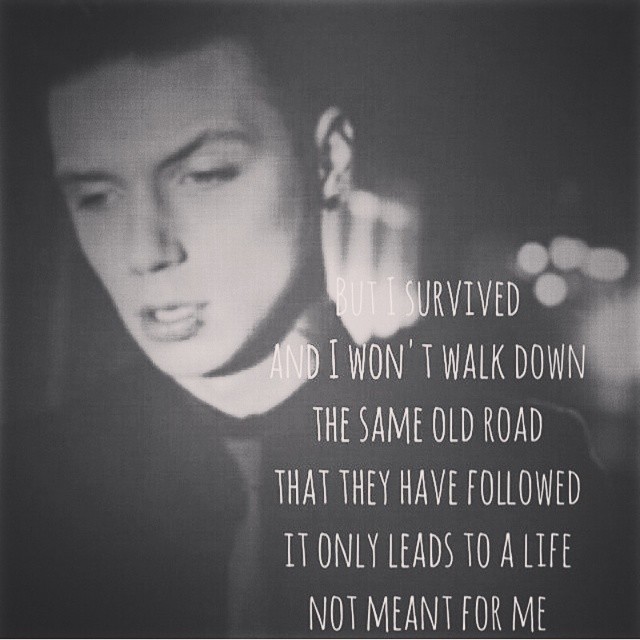 But I survived
and I won't walk down
the same old road
that they have followed
it only leads to a life
not meant for me